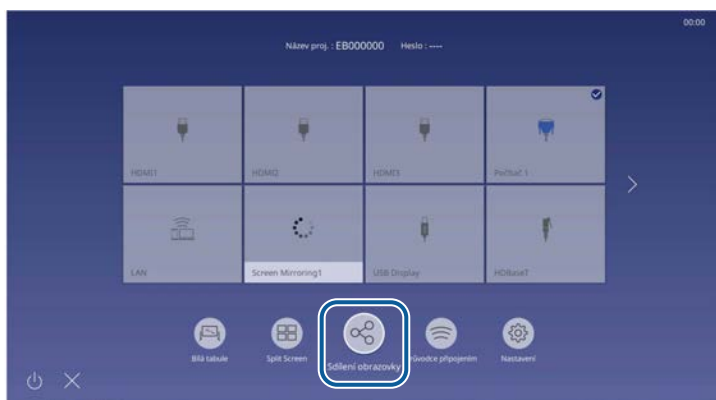 00:00
Název proj. : EB000000 Heslo : ----
HDMI1 HDMI2 HDMI3 Počítač 1
LAN Screen Mirroring1 USB Display HDBaseT
Bílá tabule Split Screen Sdílení obrazovky růvodce připojením Nastavení